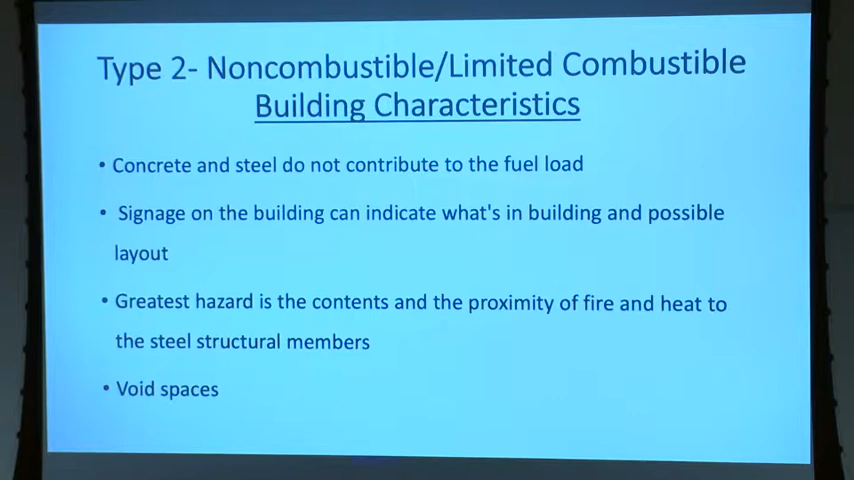 Type 2- Noncombustible/Limited Combustible
Building Characteristics
• Concrete and steel do not contribute to the fuel load
• Signage on the building can indicate what's in building and possible
layout
• Greatest hazard is the contents and the proximity of fire and heat to
the steel structural members
• Void spaces